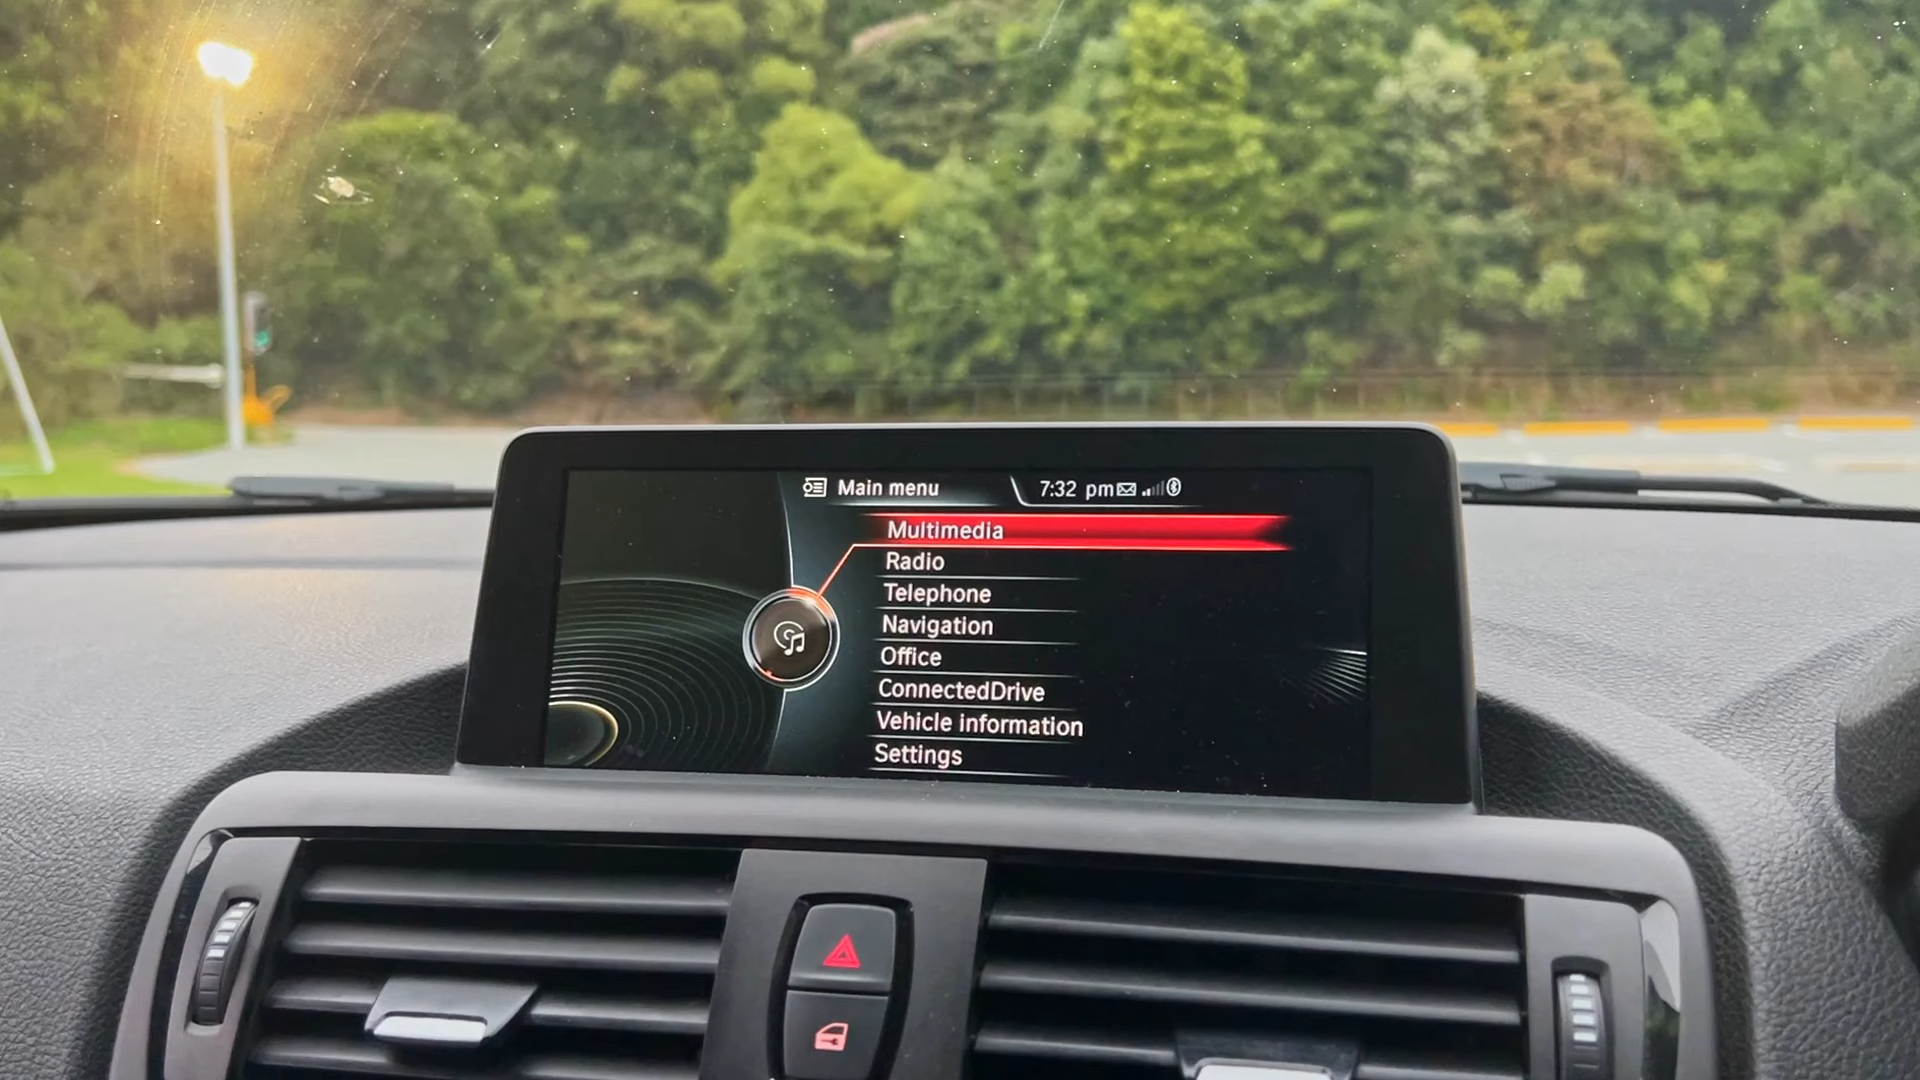 Main menu
7:32 pm
Multimedia
Radio
Telephone
Navigation
Office
ConnectedDrive
Vehicle information
Settings